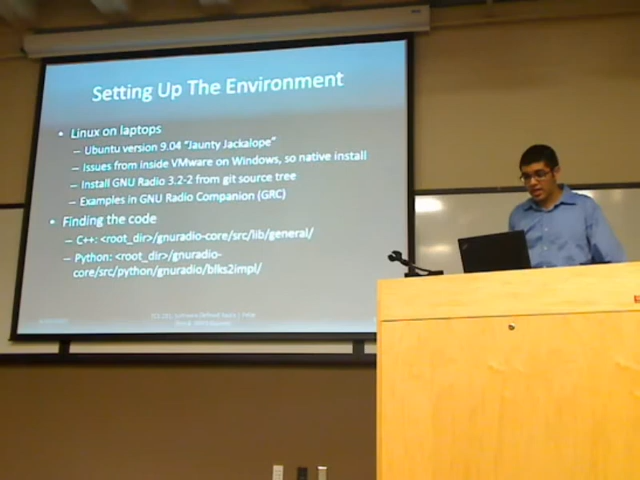 Setting Up The Environment
• Linux on laptops
– Ubuntu version 9.04 "Jaunty Jackalope"
– Issues from inside VMware on Windows, so native install
– Install GNU Radio 3.2-2 from git source tree
– Examples in GNU Radio Companion (GRC)
• Finding the code
– C++: <root_dir>/gnuradio-core/src/lib/general/
– Python: <root_dir>/gnuradio-
core/src/python/gnuradio/blks2impl/